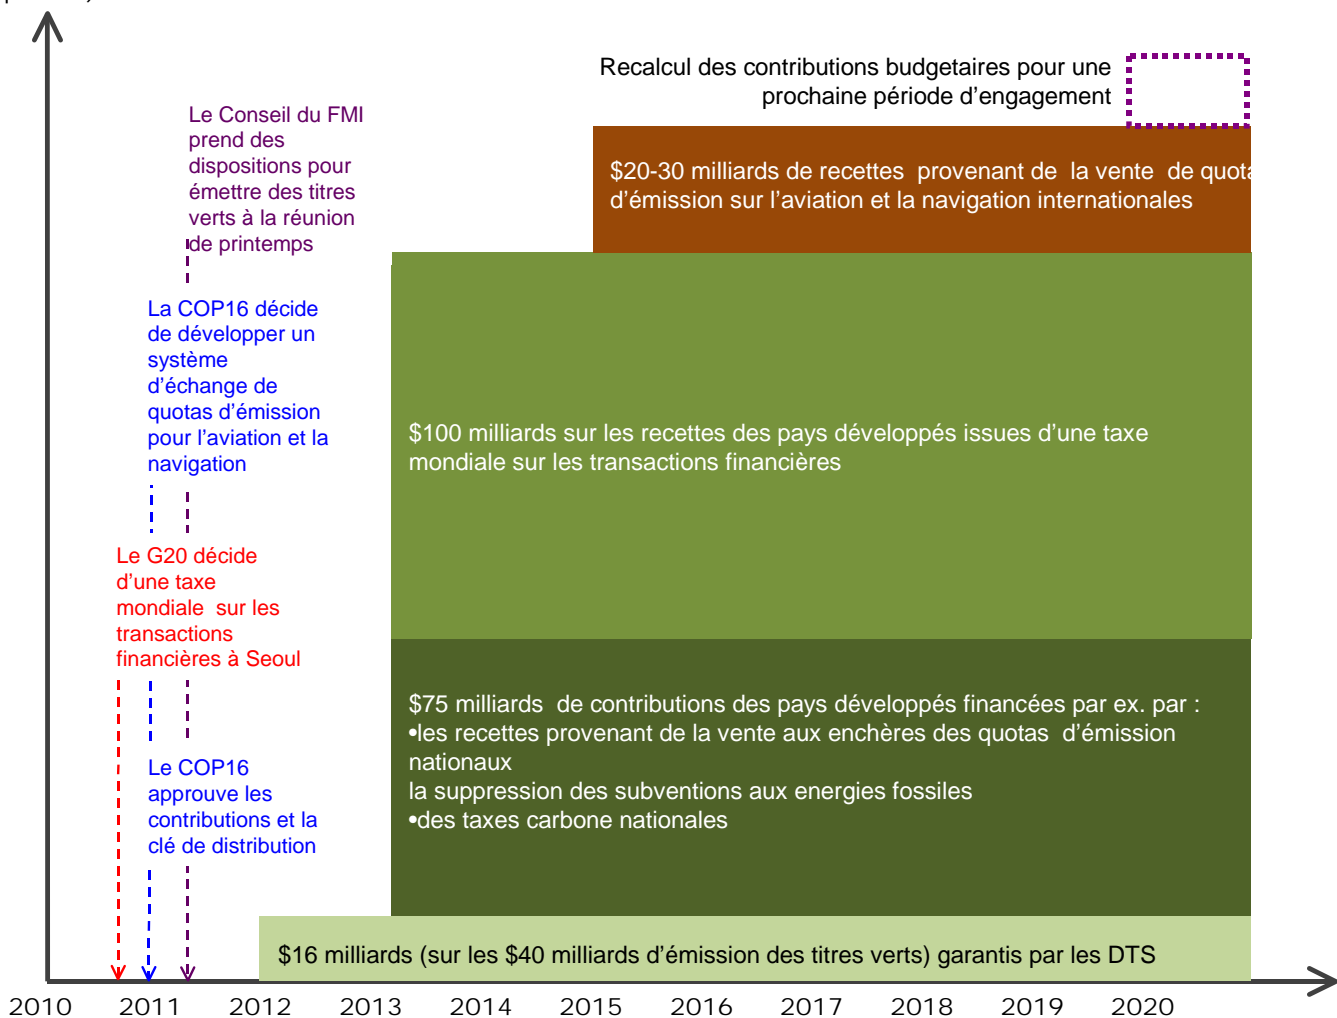 Recalcul des contributions budgetaires pour une
prochaine période d'engagement
Le Conseil du FMI
prend des
dispositions pour
émettre des titres
verts à la réunion
de printemps
$20-30 milliards de recettes provenant de la vente de quota
d'émission sur l'aviation et la navigation internationales
La COP16 décide
de développer un
système
d'échange de
quotas d'émission
pour l'aviation et la
navigation
$100 milliards sur les recettes des pays développés issues d'une taxe
mondiale sur les transactions financières
Le G20 décide
d'une taxe
mondiale sur les
transactions
financières à Seoul
$75 milliards de contributions des pays développés financées par ex. par :
•les recettes provenant de la vente aux enchères des quotas d'émission
nationaux
la suppression des subventions aux energies fossiles
•des taxes carbone nationales
Le COP16
approuve les
contributions et la
clé de distribution
$16 milliards (sur les $40 milliards d'émission des titres verts) garantis par les DTS
2010 2011 2012 2013 2014 2015 2016 2017 2018 2019 2020